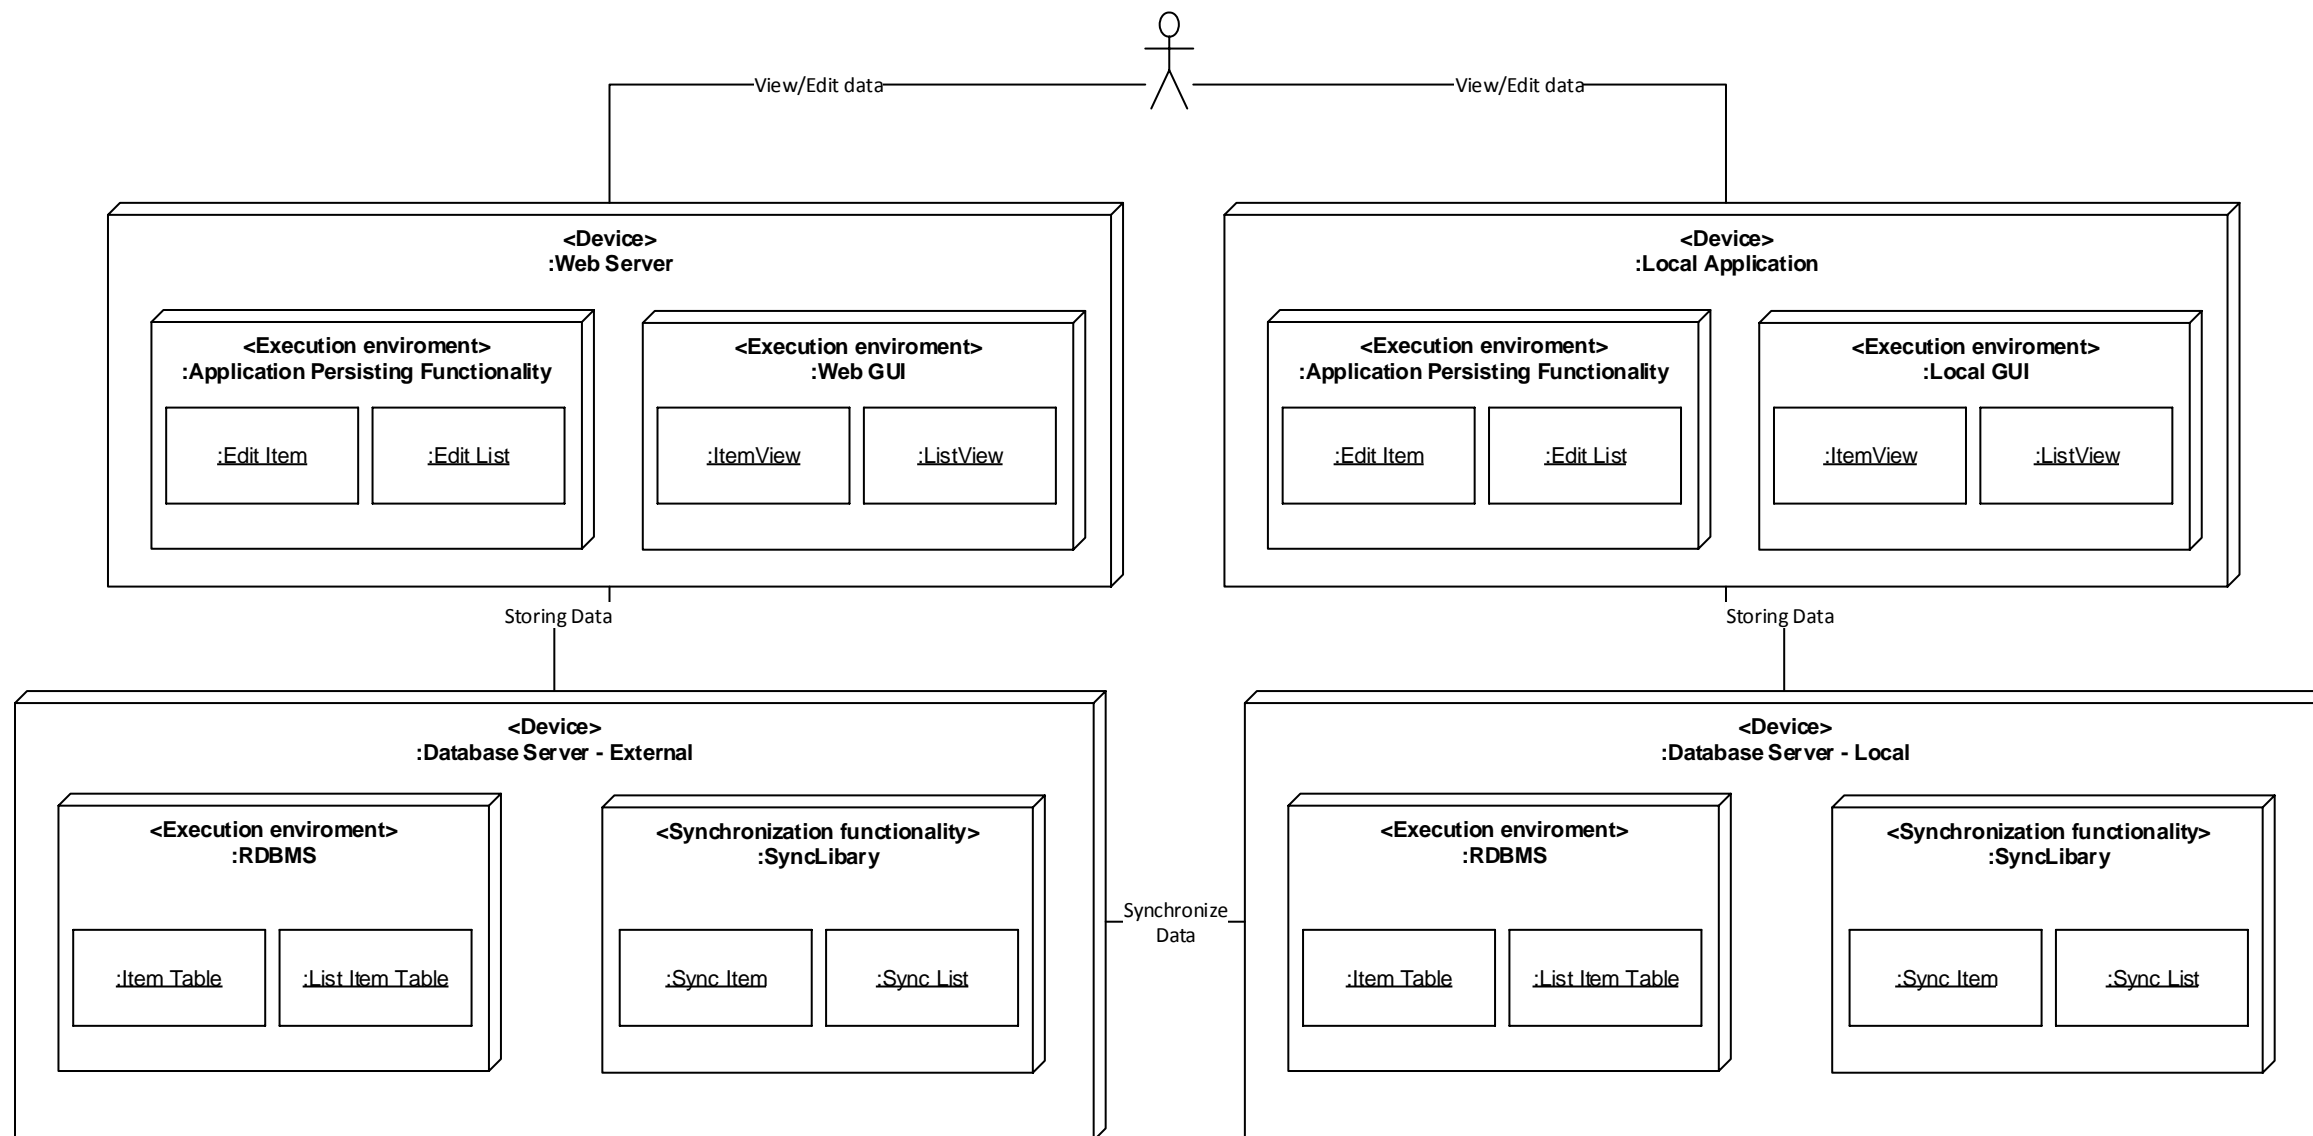 View/Edit data
View/Edit data
<Device>
:Web Server
<Execution enviroment>
:Application Persisting Functionality
:Edit Item
:Edit List
<Execution enviroment>
:Web GUI
:ItemView
:ListView
<Device>
:Local Application
<Execution enviroment>
:Application Persisting Functionality
:Edit Item
:Edit List
<Execution enviroment>
:Local GUI
:ItemView
:ListView
Storing Data
Storing Data
<Device>
:Database Server - External
<Execution enviroment>
:RDBMS
:Item Table
:List Item Table
<Synchronization functionality>
:SyncLibary
:Sync Item
:Sync List
Synchronize
Data
<Device>
:Database Server - Local
<Execution enviroment>
:RDBMS
:Item Table
:List Item Table
<Synchronization functionality>
:SyncLibary
:Sync Item
:Sync List